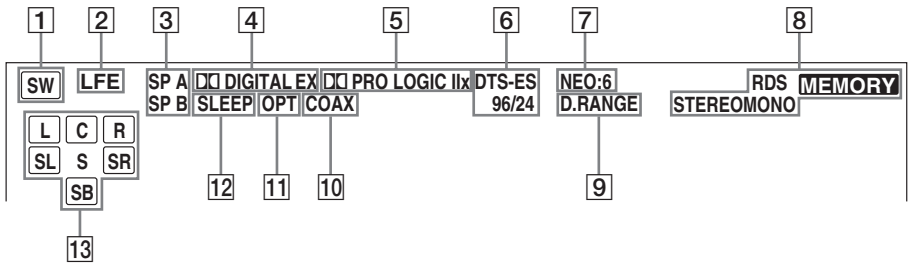 1 2 3 4 5 6 7 8
SW LFE SP A DIGITAL EX PRO LOGIC IIx DTS-ES NEO:6 RDS MEMORY
SP B SLEEP OPT COAX 96/24 D.RANGE STEREOMONO
L C R
SL S SR
SB
12 11 10 9
13